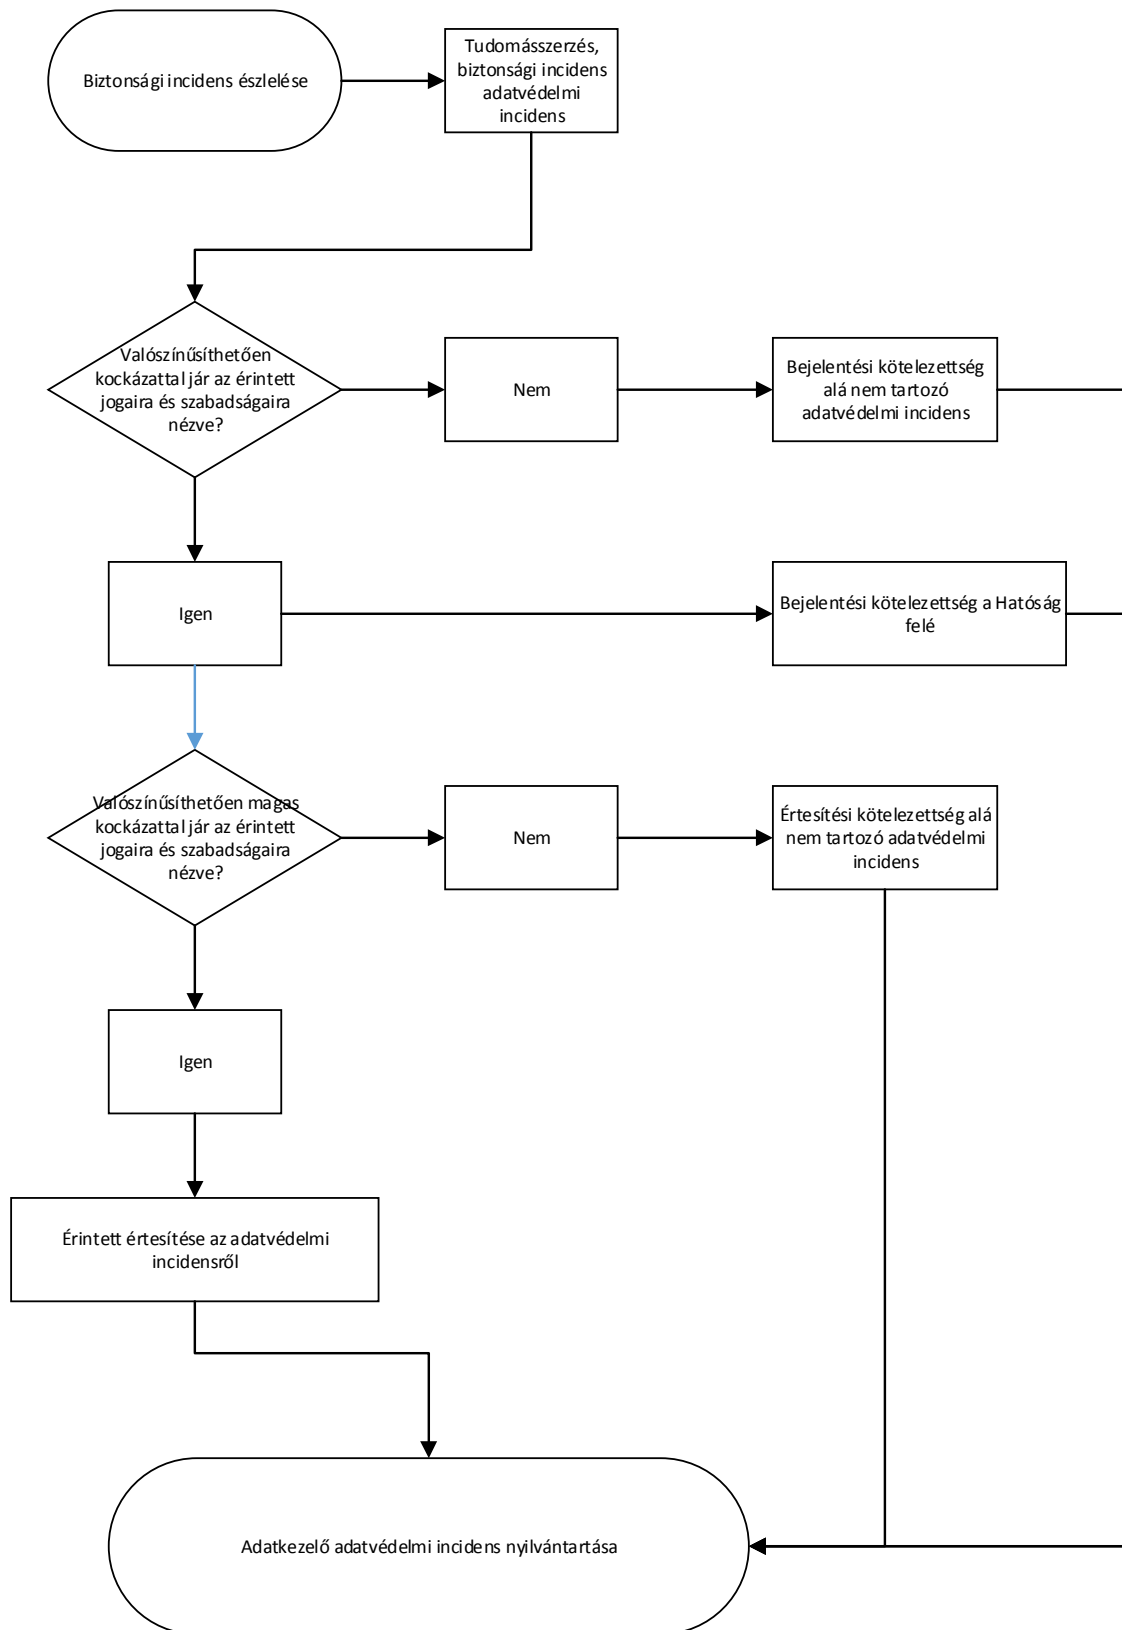 Biztonsági incidens észlelése
Tudomásszerzés,
biztonsági incidens
adatvédelmi
incidens
Valószínűsíthetően
kockázattal jár az érintett
jogaira és szabadságaira
nézve?
Nem
Bejelentési kötelezettség
alá nem tartozó
adatvédelmi incidens
Igen
Bejelentési kötelezettség a Hatóság
felé
Valószínűsíthetően magas
kockázattal jár az érintett
jogaira és szabadságaira
nézve?
Nem
Értesítési kötelezettség alá
nem tartozó adatvédelmi
incidens
Igen
Érintett értesítése az adatvédelmi
incidensről
Adatkezelő adatvédelmi incidens nyilvántartása